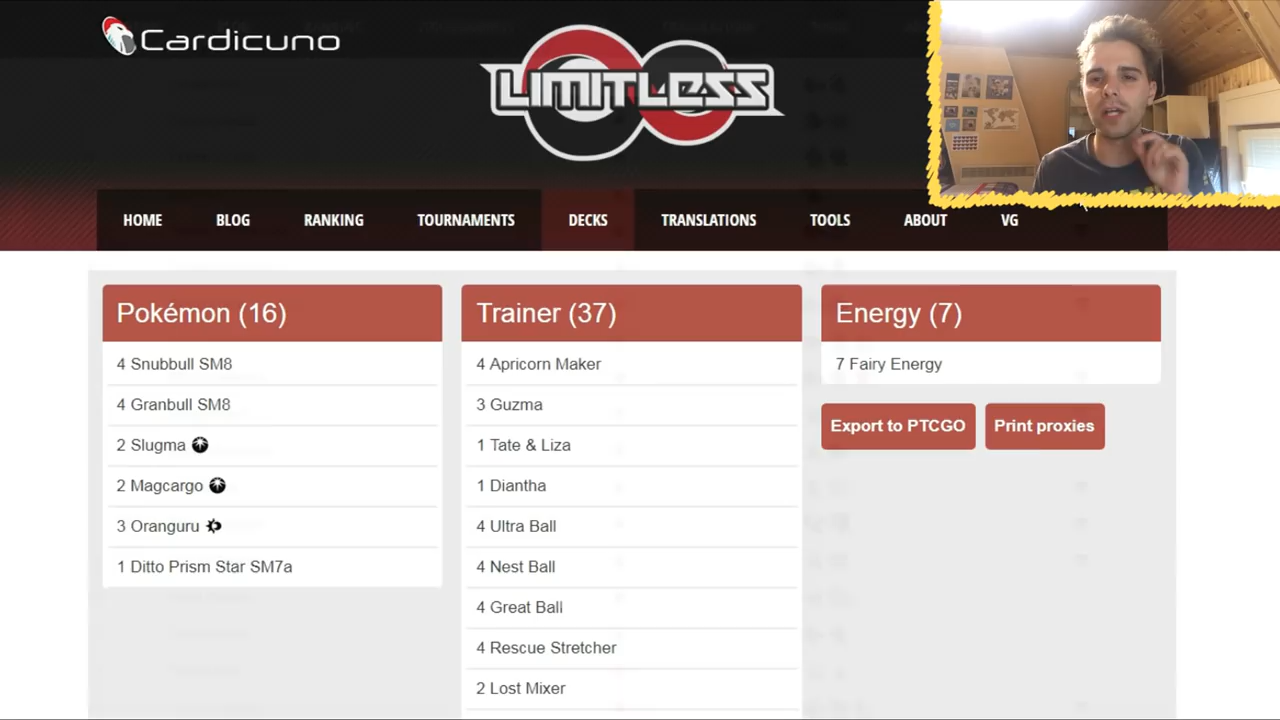 Cardicuno
LIMITLESS
HOME BLOG RANKING TOURNAMENTS DECKS TRANSLATIONS TOOLS ABOUT VG
Pokémon (16)
4 Snubbull SM8
4 Granbull SM8
2 Slugma
2 Magcargo
3 Oranguru
1 Ditto Prism Star SM7a
Trainer (37)
4 Apricorn Maker
3 Guzma
1 Tate & Liza
1 Diantha
4 Ultra Ball
4 Nest Ball
4 Great Ball
4 Rescue Stretcher
2 Lost Mixer
Energy (7)
7 Fairy Energy
Export to PTCGO
Print proxies